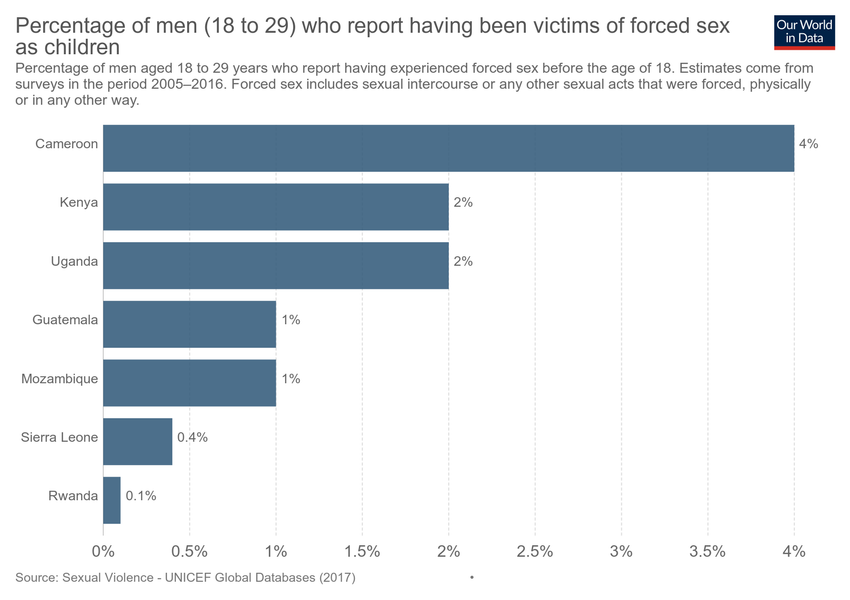 Percentage of men (18 to 29) who report having been victims of forced sex
as children
Our World
in Data
Percentage of men aged 18 to 29 years who report having experienced forced sex before the age of 18. Estimates come from
surveys in the period 2005–2016. Forced sex includes sexual intercourse or any other sexual acts that were forced, physically
or in any other way.
Cameroon 4%
Kenya 2%
Uganda 2%
Guatemala 1%
Mozambique 1%
Sierra Leone 0.4%
Rwanda 0.1%
0% 0.5% 1% 1.5% 2% 2.5% 3% 3.5% 4%
Source: Sexual Violence - UNICEF Global Databases (2017) •